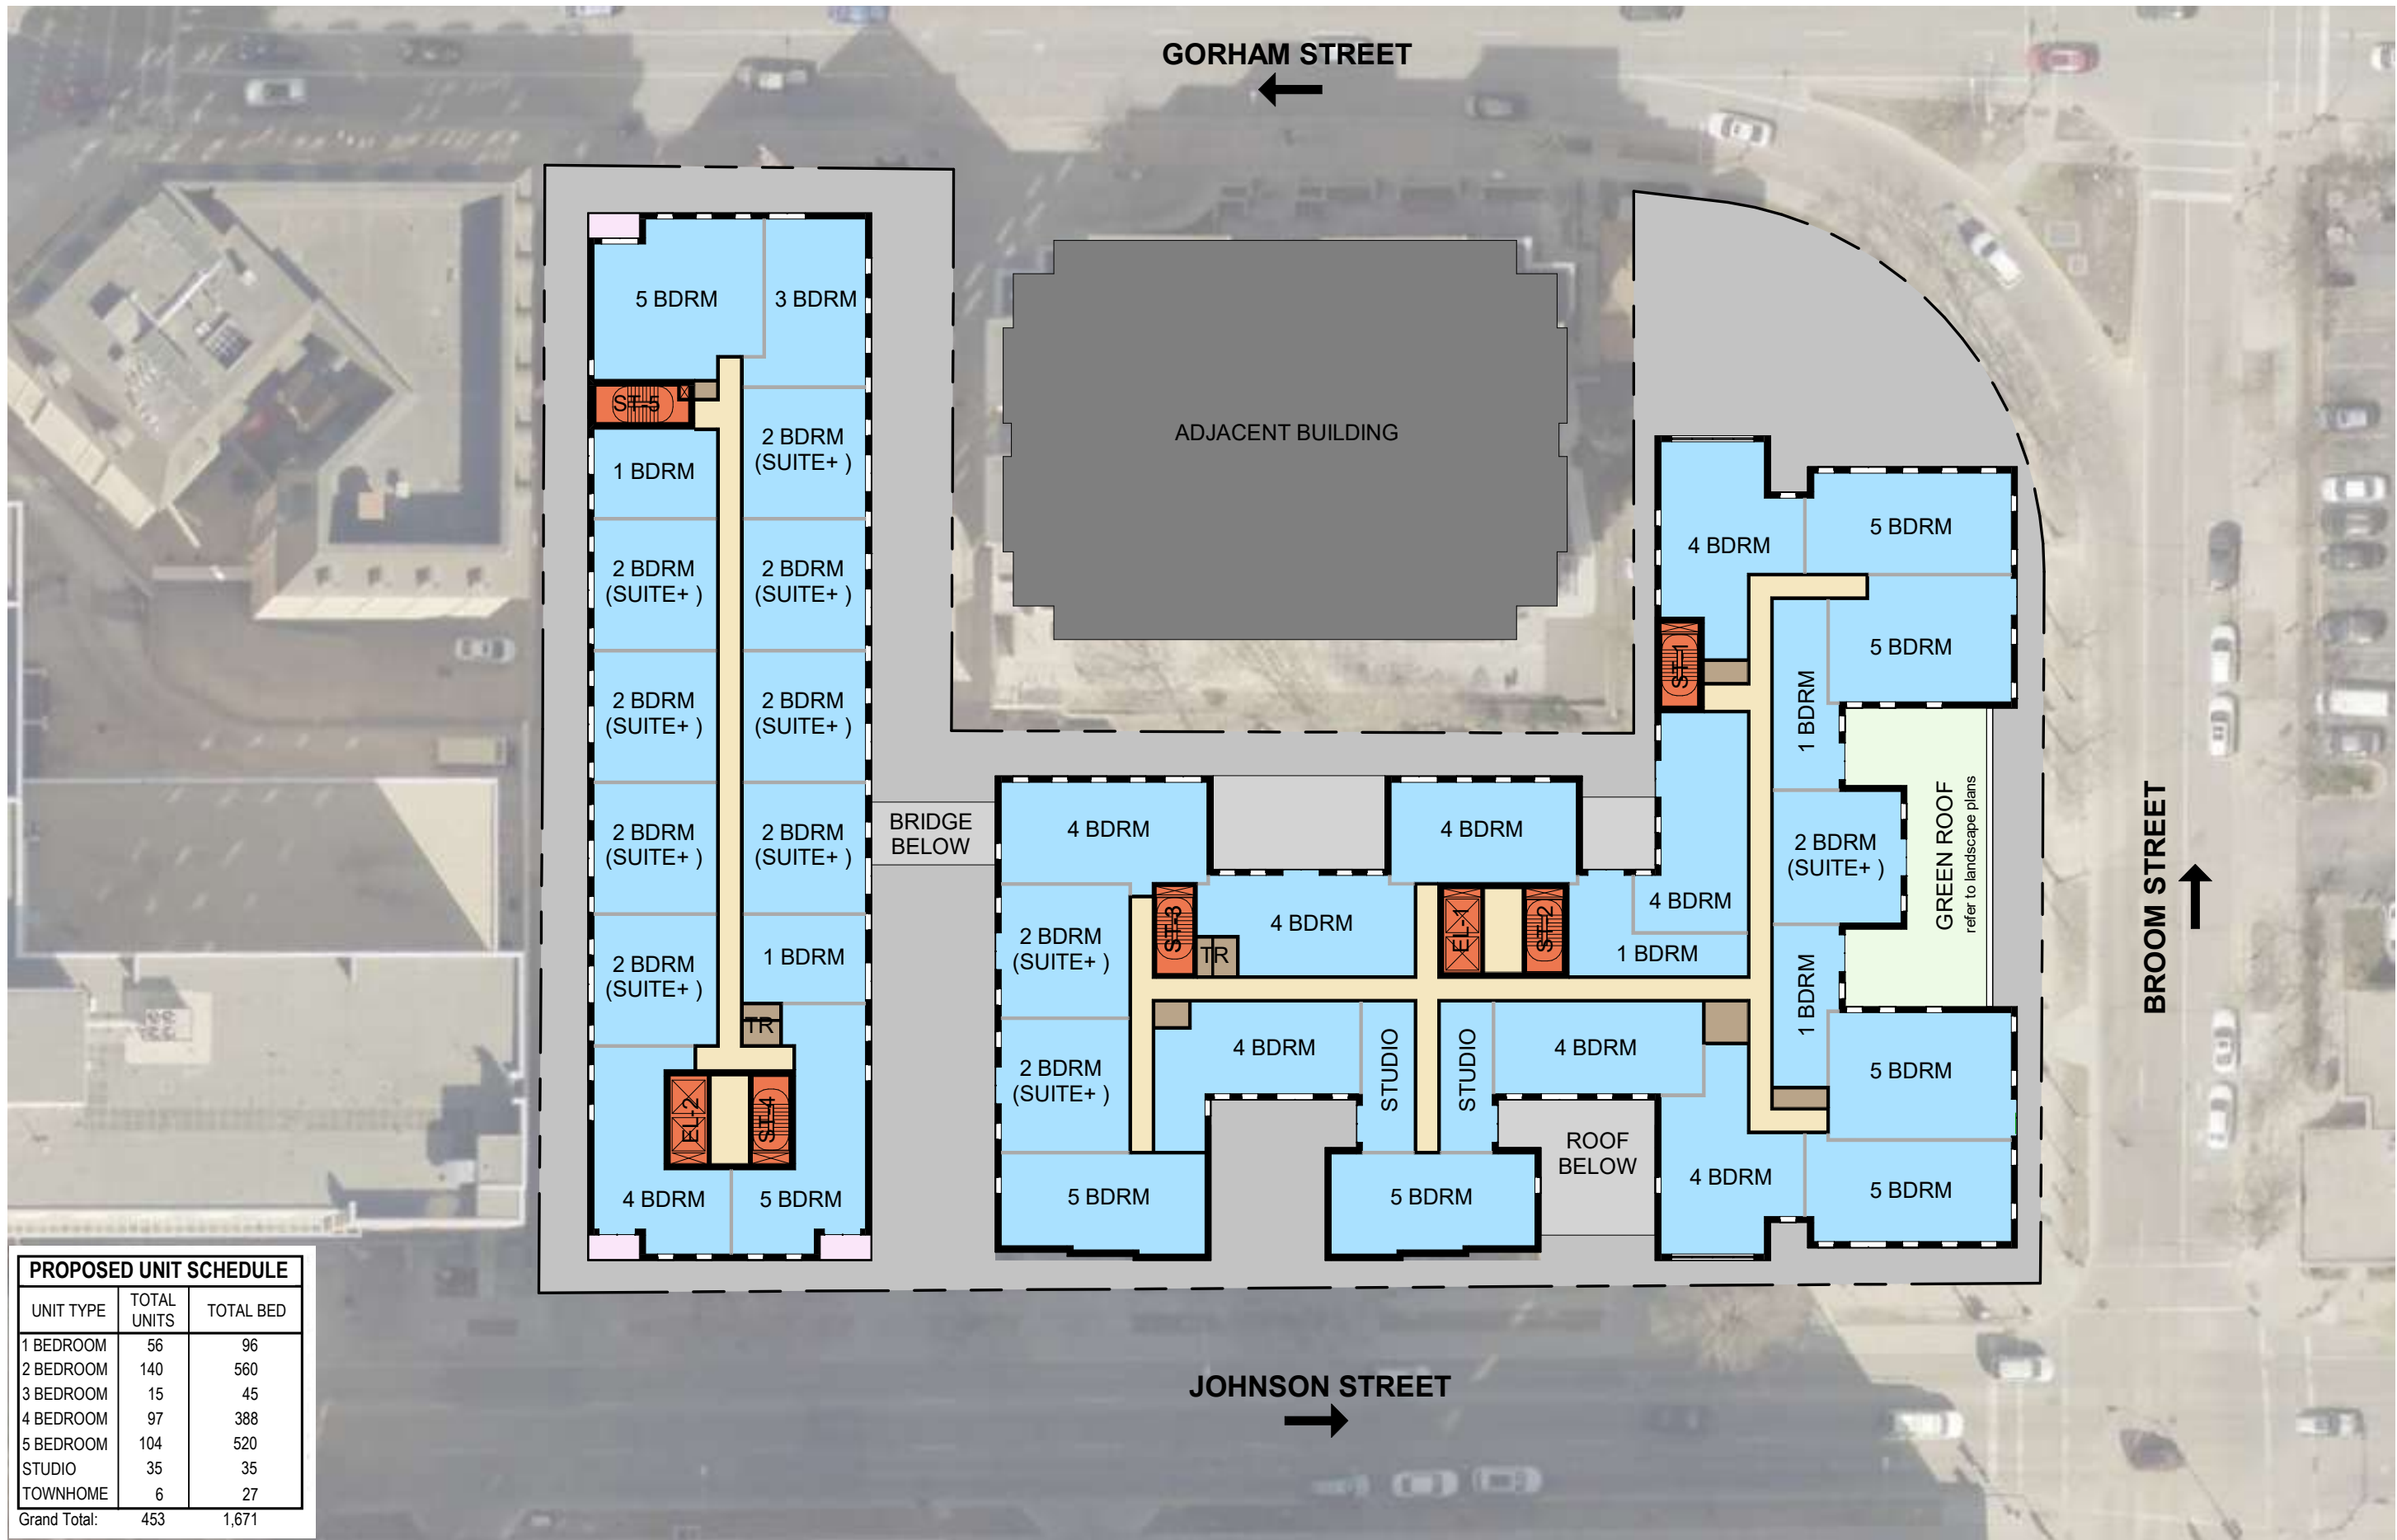 GORHAM STREET
5 BDRM
3 BDRM
ST-5
1 BDRM
2 BDRM
(SUITE+ )
2 BDRM
(SUITE+ )
2 BDRM
(SUITE+ )
2 BDRM
(SUITE+ )
2 BDRM
(SUITE+ )
2 BDRM
(SUITE+ )
2 BDRM
(SUITE+ )
2 BDRM
(SUITE+ )
1 BDRM
TR
EL-2
ST-4
4 BDRM
5 BDRM
BRIDGE
BELOW
ADJACENT BUILDING
4 BDRM
4 BDRM
2 BDRM
(SUITE+ )
ST-3
TR
4 BDRM
EL-1
ST-2
4 BDRM
1 BDRM
2 BDRM
(SUITE+ )
4 BDRM
STUDIO
STUDIO
4 BDRM
5 BDRM
5 BDRM
ROOF
BELOW
4 BDRM
5 BDRM
ST-1
5 BDRM
1 BDRM
2 BDRM
(SUITE+ )
GREEN ROOF
refer to landscape plans
1 BDRM
5 BDRM
4 BDRM
5 BDRM
BROOM STREET
JOHNSON STREET
PROPOSED UNIT SCHEDULE
UNIT TYPE TOTAL UNITS TOTAL BED
1 BEDROOM 56 96
2 BEDROOM 140 560
3 BEDROOM 15 45
4 BEDROOM 97 388
5 BEDROOM 104 520
STUDIO 35 35
TOWNHOME 6 27
Grand Total: 453 1,671